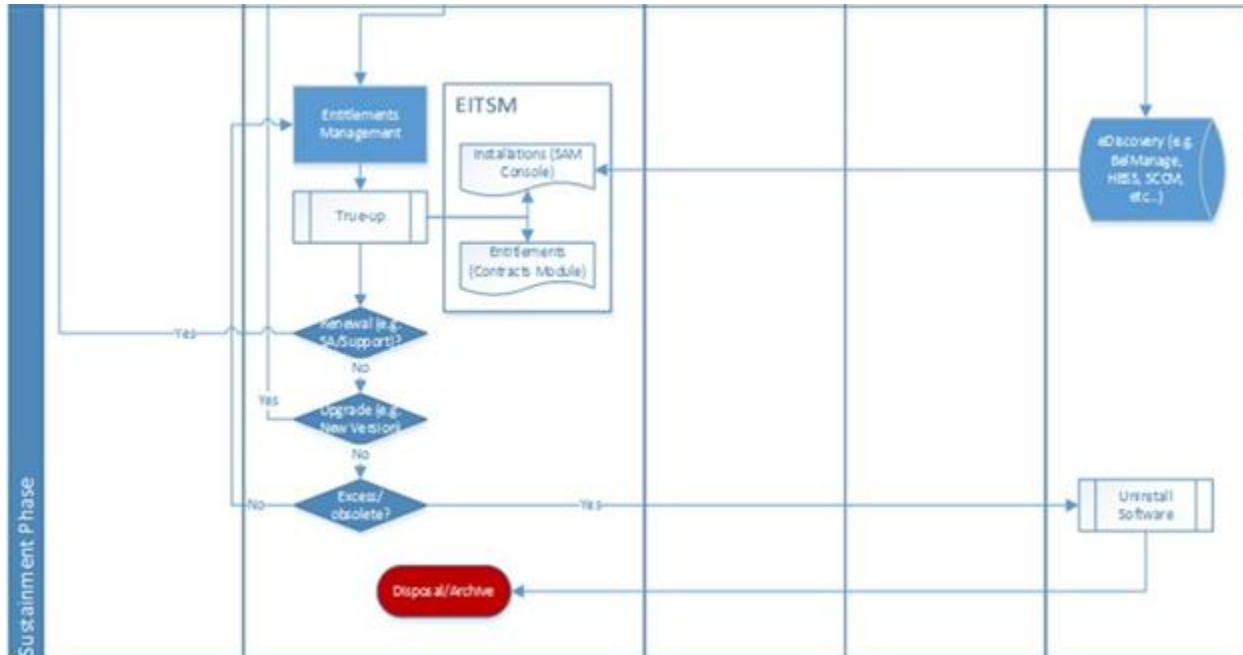 Entitlements
Management
EITSM
Installations (SAM
Console)
eDiscovery (e.g.
BelManage,
HBSS, SCCM,
etc...)
True-up
Entitlements
(Contracts Module)
Yes
Renewal (e.g.
SA/Support)?
No
Yes
Upgrade (e.g.
New Version)
No
No
Excess/
obsolete?
Yes
Uninstall
Software
Disposal/Archive
Sustainment Phase